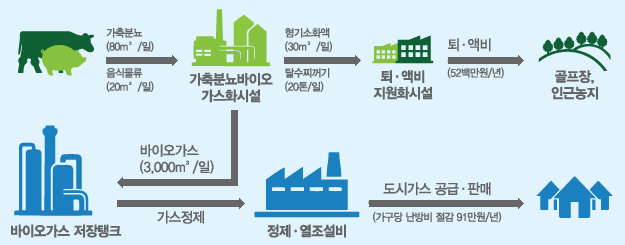 가축분뇨
(80m³ /일)
음식물류
(20m³ /일)
가축분뇨바이오
가스화시설
혐기소화액
(30m³ /일)
탈수찌꺼기
(20톤/일)
퇴·액비
지원화시설
퇴·액비
(52백만원/년)
골프장,
인근농지
바이오가스
(3,000m³/일)
바이오가스 저장탱크
가스정제
정제·열조설비
도시가스 공급·판매
(가구당 난방비 절감 91만원/년)